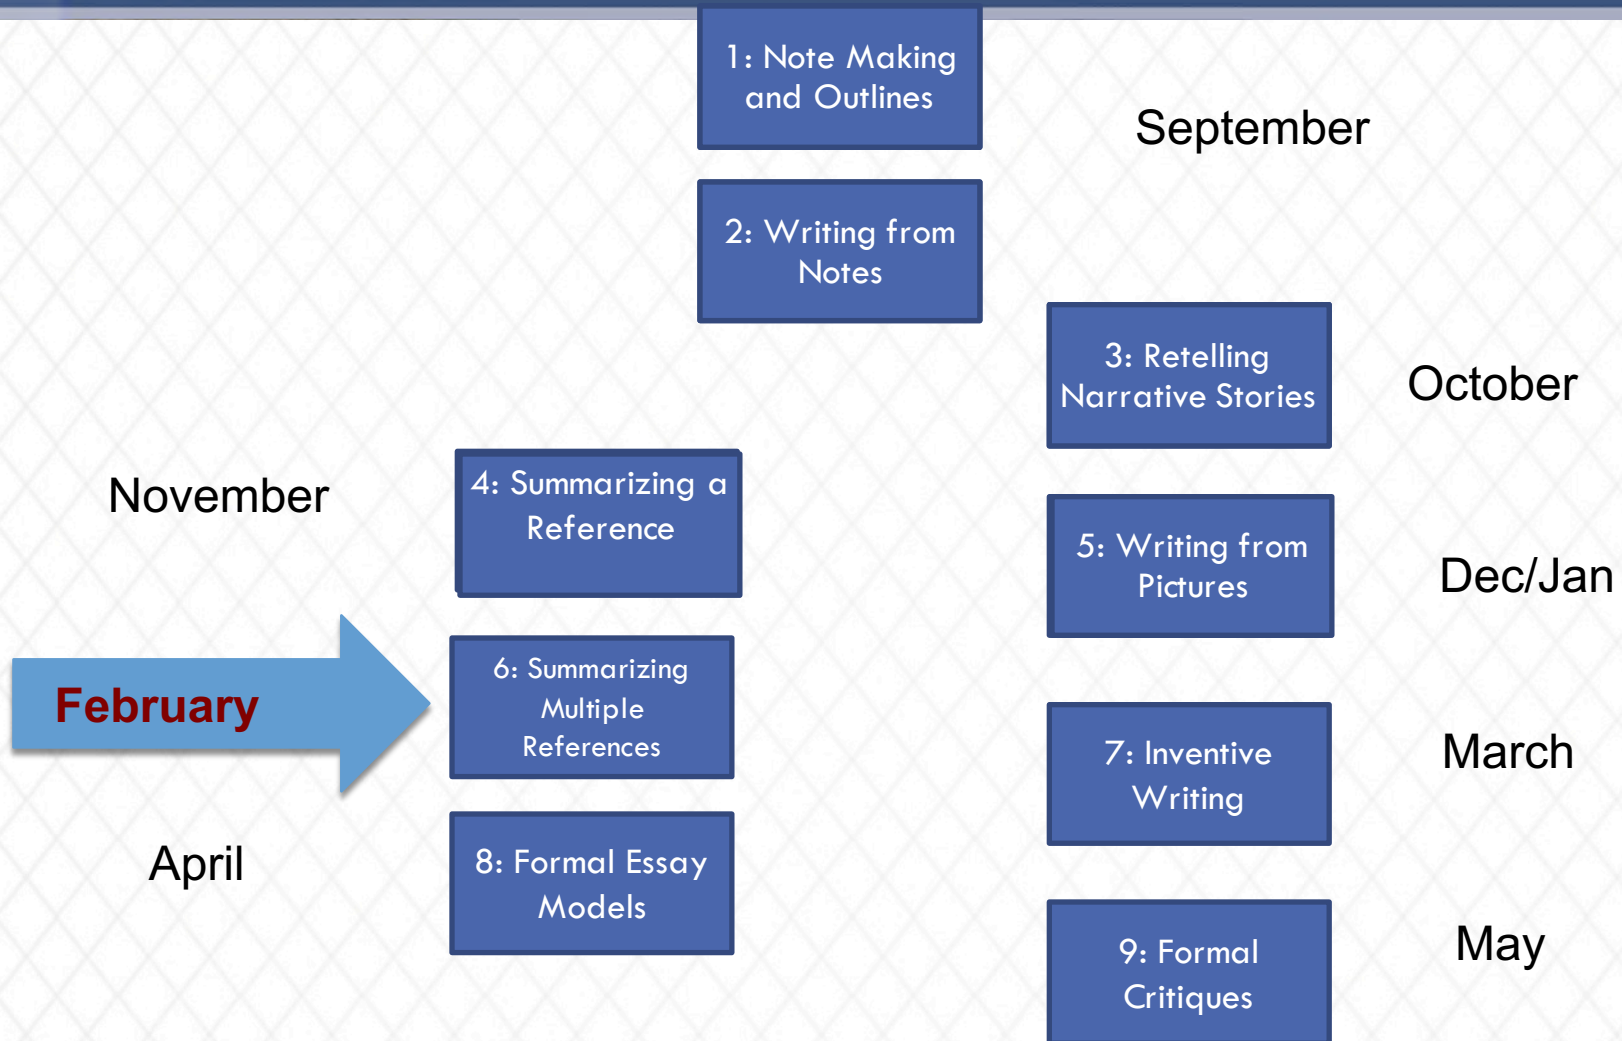 1: Note Making
and Outlines
September
2: Writing from
Notes
3: Retelling
Narrative Stories
October
November
4: Summarizing a
Reference
5: Writing from
Pictures
Dec/Jan
February
6: Summarizing
Multiple
References
7: Inventive
Writing
March
April
8: Formal Essay
Models
9: Formal
Critiques
May